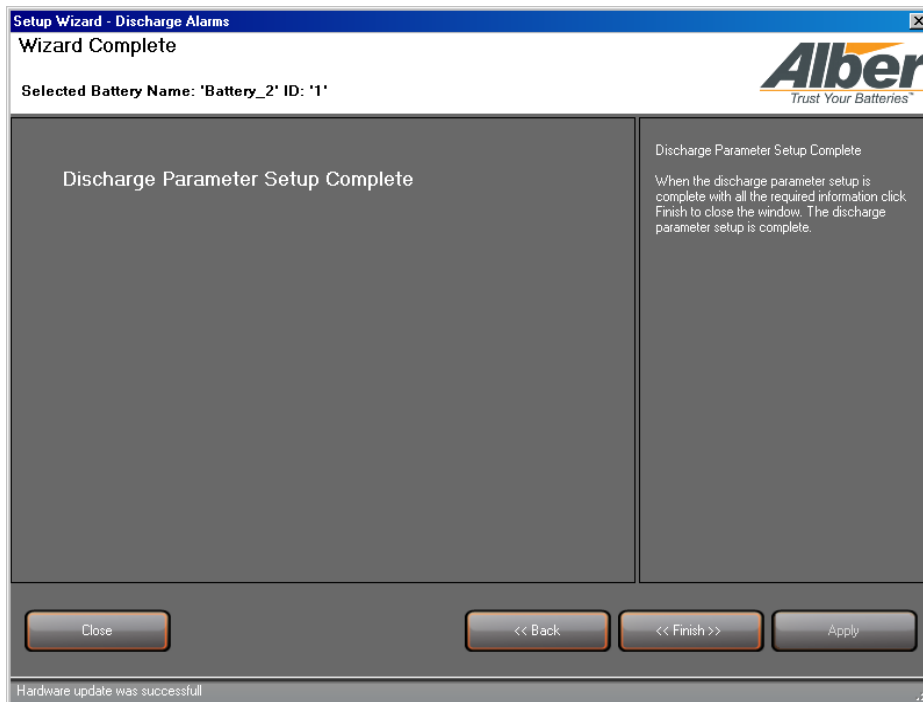 Setup Wizard - Discharge Alarms
Wizard Complete
Selected Battery Name: 'Battery_2' ID: '1'
Alber
Trust Your Batteries™
Discharge Parameter Setup Complete
Discharge Parameter Setup Complete
When the discharge parameter setup is
complete with all the required information click
Finish to close the window. The discharge
parameter setup is complete.
Close
<< Back
<< Finish >>
Apply
Hardware update was successfull